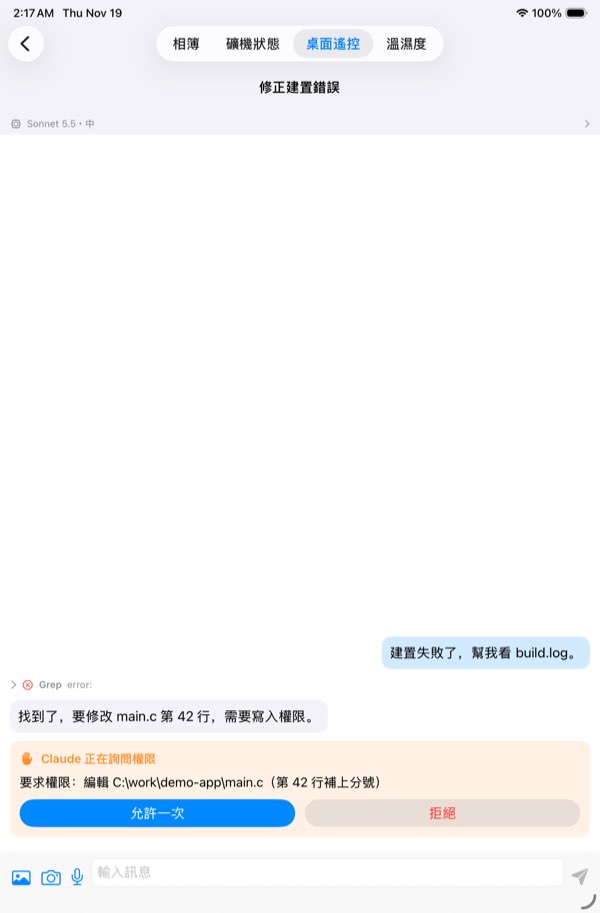 2:17 AM Thu Nov 19
100%
相簿 礦機狀態 桌面遙控 溫濕度
修正建置錯誤
Sonnet 5.5 • 中
建置失敗了，幫我看 build.log。
Grep error:
找到了，要修改 main.c 第 42 行，需要寫入權限。
Claude 正在詢問權限
要求權限：編輯 C:\work\demo-app\main.c（第 42 行補上分號）
允許一次
拒絕
輸入訊息